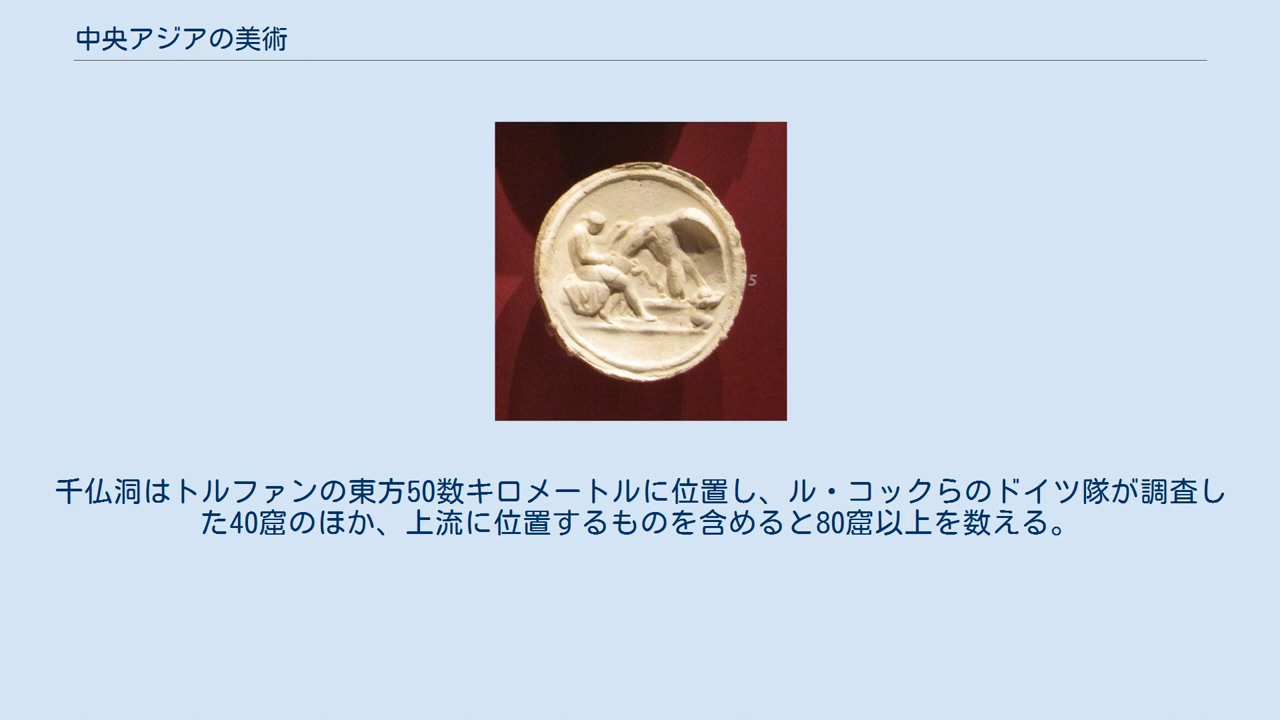 中央アジアの美術
5
千仏洞はトルファンの東方50数キロメートルに位置し、ル・コックらのドイツ隊が調査し
た40窟のほか、上流に位置するものを含めると80窟以上を数える。